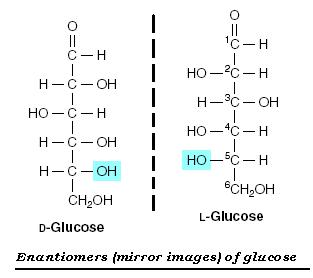 O
C — H
H — C — OH
HO — C — H
H — C — OH
H — C — OH
CH₂OH
D-Glucose
O
¹C — H
HO — ²C — H
H — ³C — OH
HO — ⁴C — H
HO — ⁵C — H
⁶CH₂OH
L-Glucose
Enantiomers (mirror images) of glucose